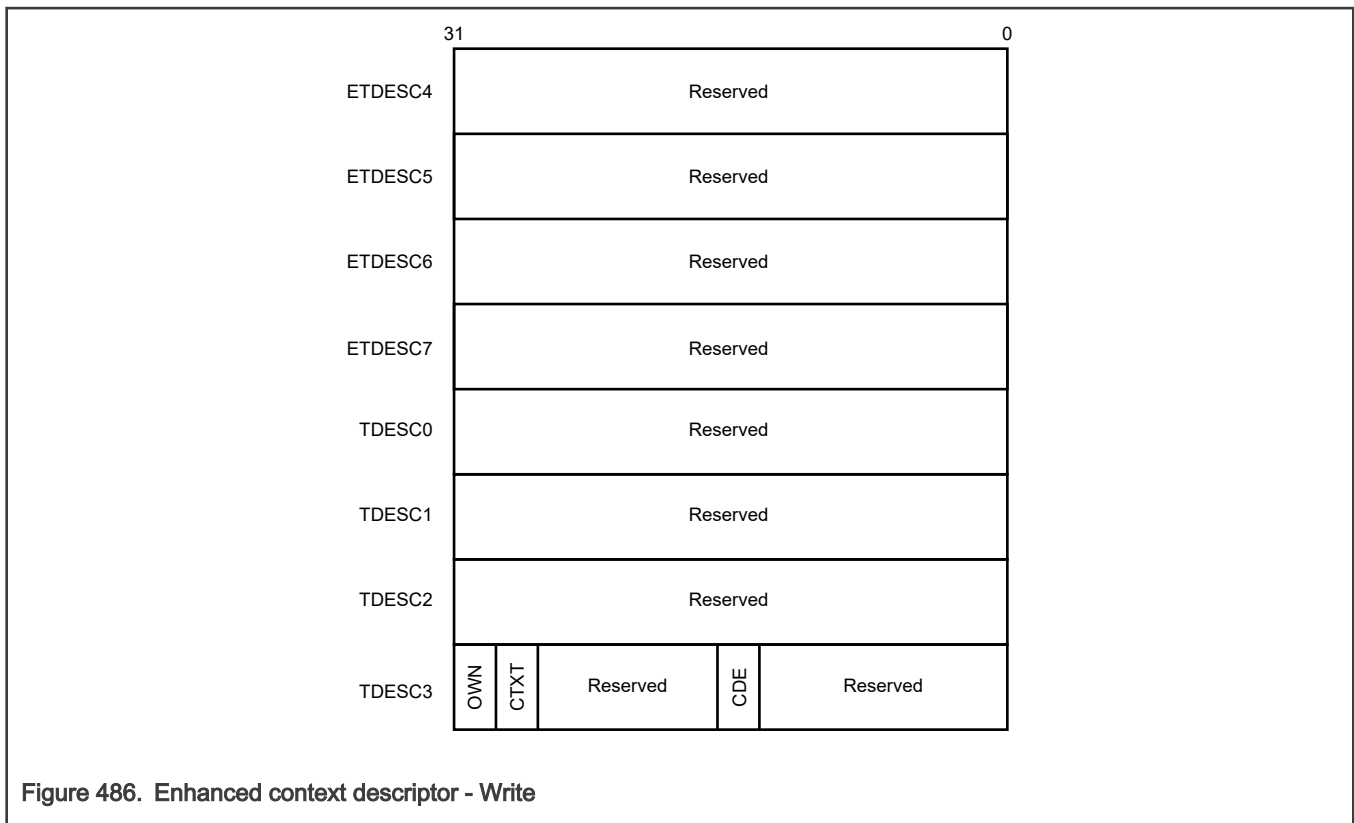 31 0
ETDESC4 Reserved
ETDESC5 Reserved
ETDESC6 Reserved
ETDESC7 Reserved
TDESC0 Reserved
TDESC1 Reserved
TDESC2 Reserved
TDESC3 OWN CTXT Reserved CDE Reserved
Figure 486. Enhanced context descriptor - Write